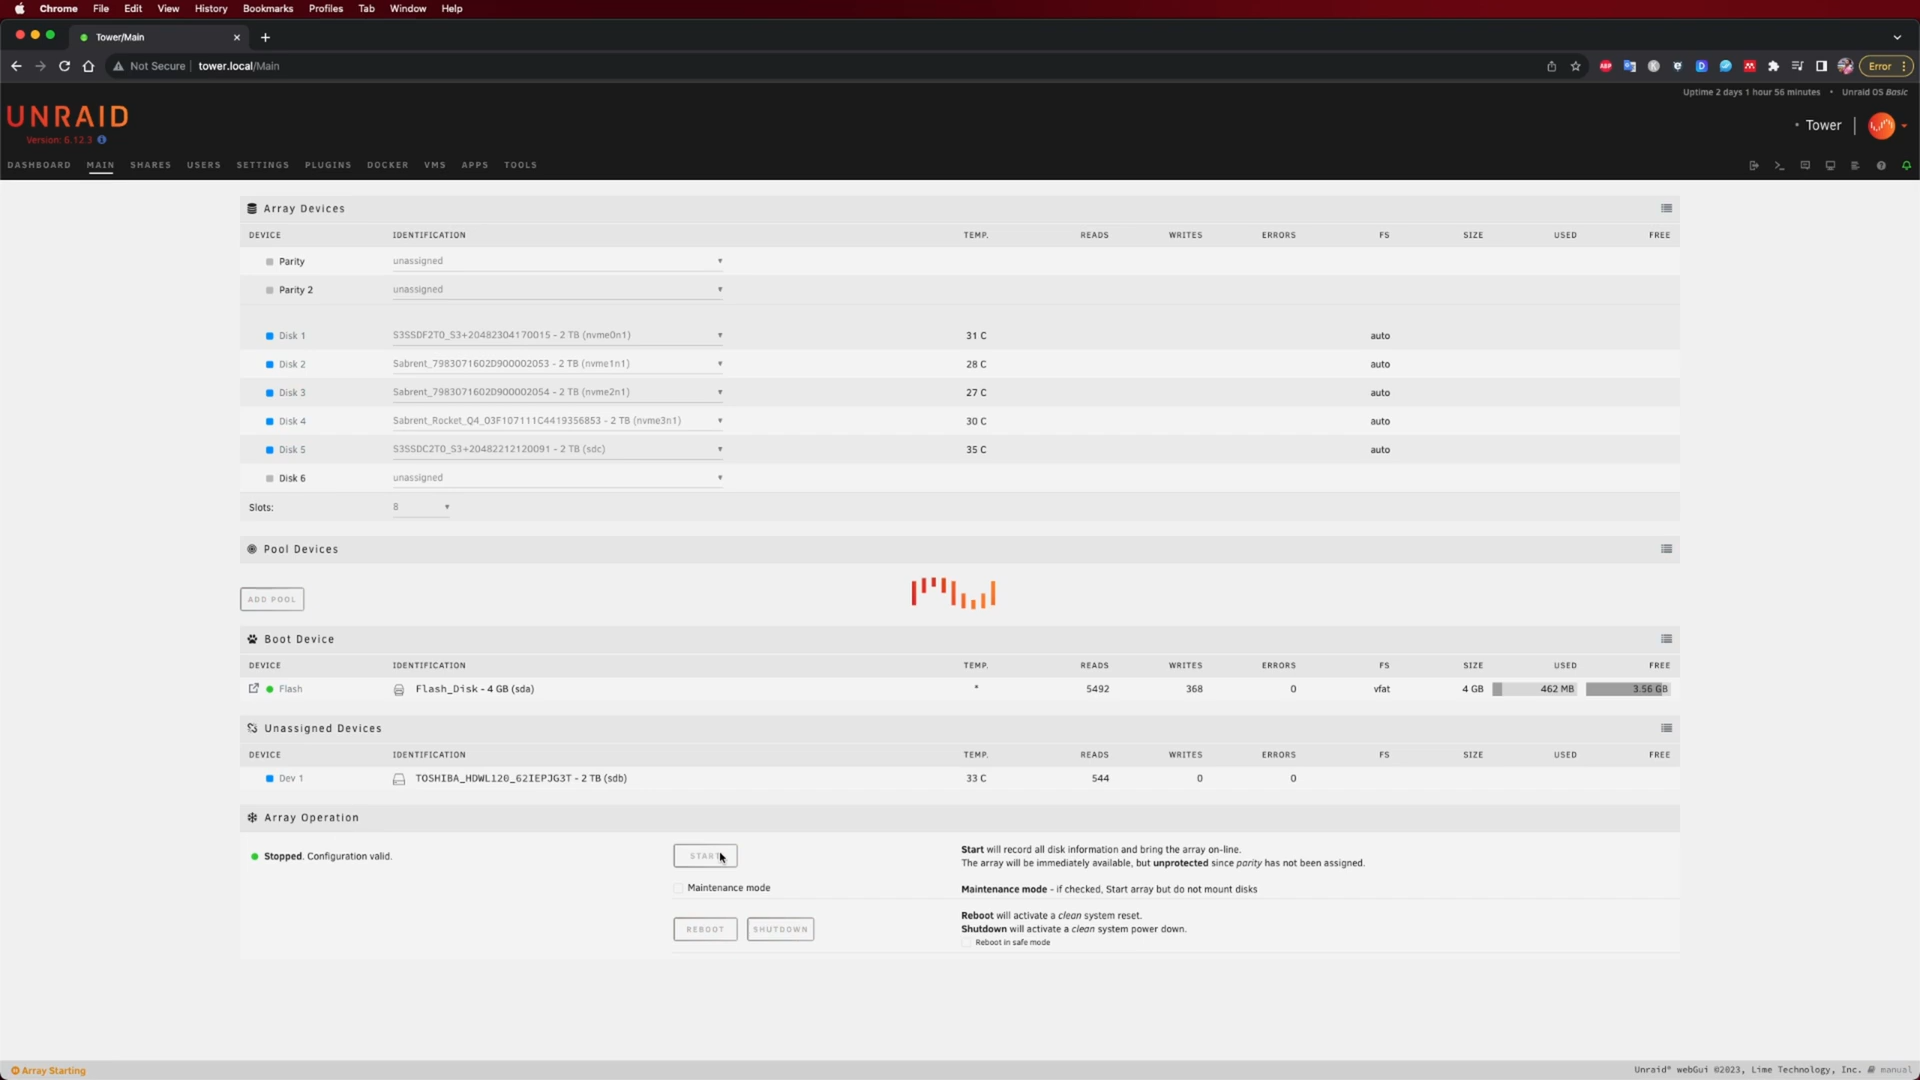 Chrome File Edit View History Bookmarks Profiles Tab Window Help
Tower/Main
Not Secure tower.local/Main Error
Uptime 2 days 1 hour 56 minutes • Unraid OS Basic
UNRAID
Version: 6.12.3
• Tower
DASHBOARD MAIN SHARES USERS SETTINGS PLUGINS DOCKER VMS APPS TOOLS
Array Devices
DEVICE IDENTIFICATION TEMP. READS WRITES ERRORS FS SIZE USED FREE
Parity unassigned
Parity 2 unassigned
Disk 1 S3SSDF2T0_S3+20482304170015 - 2 TB (nvme0n1) 31 C auto
Disk 2 Sabrent_7983071602D900002053 - 2 TB (nvme1n1) 28 C auto
Disk 3 Sabrent_7983071602D900002054 - 2 TB (nvme2n1) 27 C auto
Disk 4 Sabrent_Rocket_Q4_03F107111C4419356853 - 2 TB (nvme3n1) 30 C auto
Disk 5 S3SSDC2T0_S3+20482212120091 - 2 TB (sdc) 35 C auto
Disk 6 unassigned
Slots: 8
Pool Devices
ADD POOL
Boot Device
DEVICE IDENTIFICATION TEMP. READS WRITES ERRORS FS SIZE USED FREE
Flash Flash_Disk - 4 GB (sda) * 5492 368 0 vfat 4 GB 462 MB 3.56 GB
Unassigned Devices
DEVICE IDENTIFICATION TEMP. READS WRITES ERRORS FS SIZE USED FREE
Dev 1 TOSHIBA_HDWL120_62IEPJG3T - 2 TB (sdb) 33 C 544 0 0
Array Operation
Stopped. Configuration valid. START Start will record all disk information and bring the array on-line.
The array will be immediately available, but unprotected since parity has not been assigned.
Maintenance mode Maintenance mode - if checked, Start array but do not mount disks
Reboot will activate a clean system reset.
REBOOT SHUTDOWN Shutdown will activate a clean system power down.
Reboot in safe mode
Array Starting Unraid® webGui ©2023, Lime Technology, Inc. manual